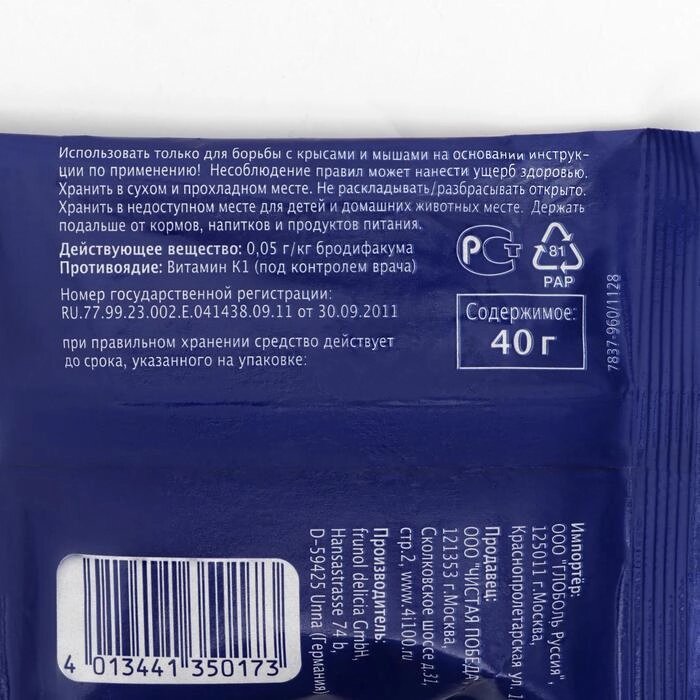 Использовать только для борьбы с крысами и мышами на основании инструк-
ции по применению! Несоблюдение правил может нанести ущерб здоровью.
Хранить в сухом и прохладном месте. Не раскладывать/разбрасывать открыто.
Хранить в недоступном месте для детей и домашних животных месте. Держать
подальше от кормов, напитков и продуктов питания.
Действующее вещество: 0,05 г/кг бродифакума
Противоядие: Витамин К1 (под контролем врача)
Номер государственной регистрации:
RU.77.99.23.002.Е.041438.09.11 от 30.09.2011
при правильном хранении средство действует
до срока, указанного на упаковке:
РСТ
81
PAP
Содержимое:
40 г
7837-960/1128
Импортёр:
ООО "ГЛОБОЛЬ Руссия"
125011 г.Москва,
Краснопролетарская ул, 1
Продавец:
ООО "ЧИСТАЯ ПОБЕДА
121353 г.Москва,
Сколковское шоссе д.31,
стр.2, www.4i100.ru
Производитель:
frunol delicia GmbH,
Hansastrasse 74 b,
D-59425 Unna (Германия
4 013441 350173